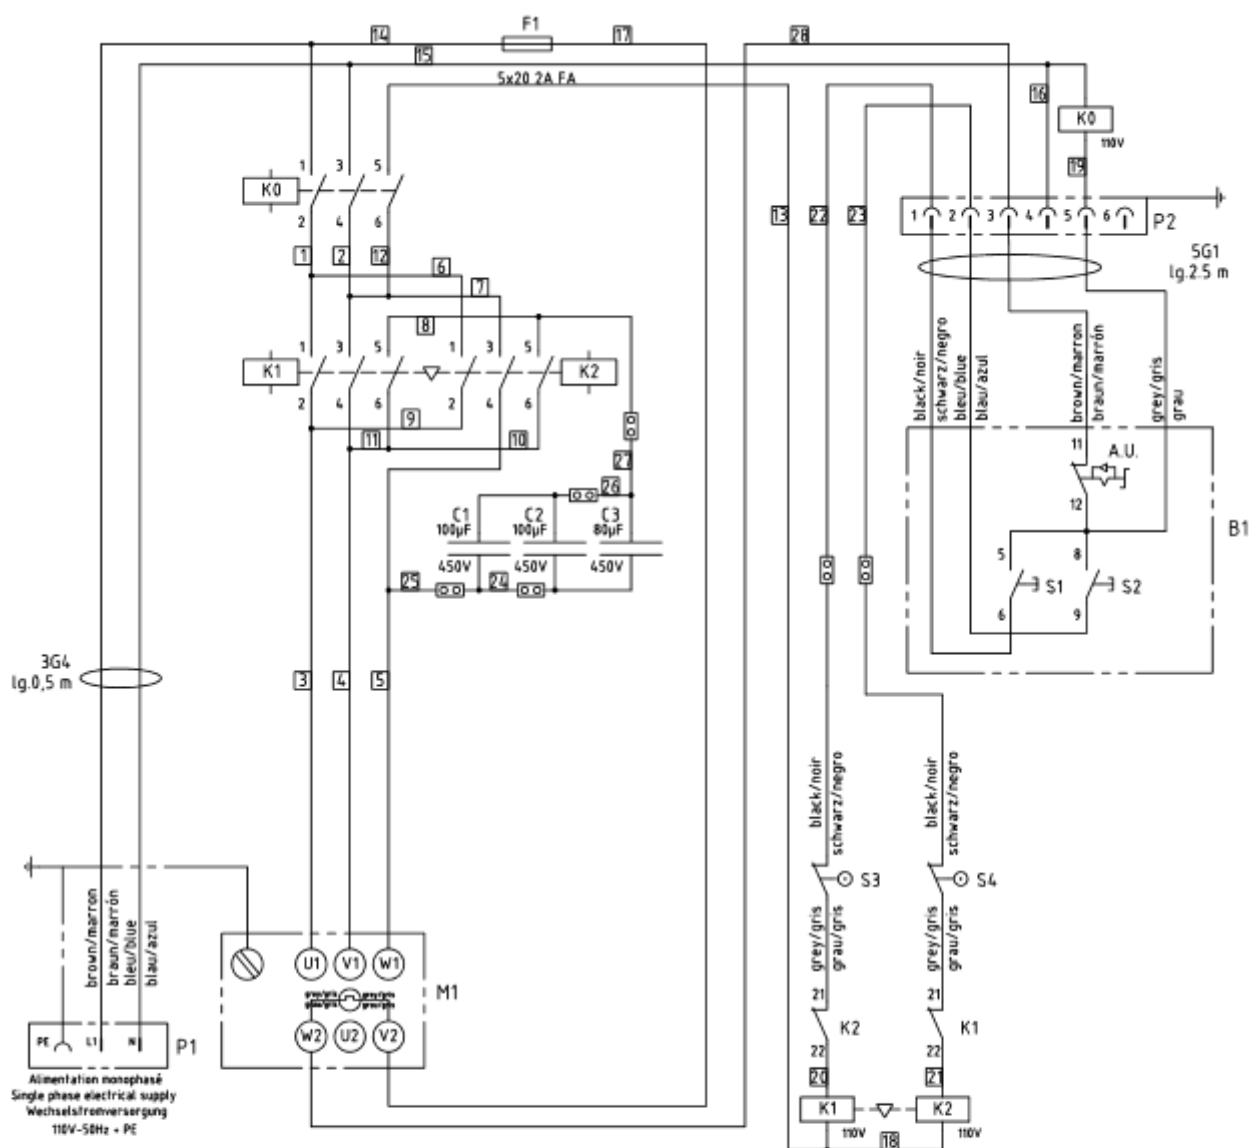 14
F1
17
28
15
5x20 2A FA
16
K0
110V
19
1
3
5
K0
2
4
6
13
22
23
1
2
3
4
5
6
P2
1
2
12
5G1
lg.2.5 m
6
7
8
1
3
5
1
3
5
K1
K2
2
4
6
2
4
6
9
11
10
27
26
black/noir
schwarz/negro
bleu/blue
blau/azul
brown/marron
braun/marrón
grey/gris
grau
11
A.U.
12
B1
C1
100µF
450V
C2
100µF
450V
C3
80µF
450V
25
24
5
8
S1
S2
6
9
3G4
lg.0,5 m
3
4
5
black/noir
schwarz/negro
black/noir
schwarz/negro
S3
S4
brown/marron
braun/marrón
bleu/blue
blau/azul
grey/gris
grau/gris
grey/gris
grau/gris
U1
V1
W1
grey/gris
grey/gris
M1
W2
U2
V2
21
21
K2
K1
22
22
20
21
PE
L1
N
P1
Alimentation monophasé
Single phase electrical supply
Wechselstromversorgung
110V-50Hz + PE
K1
K2
110V
18
110V